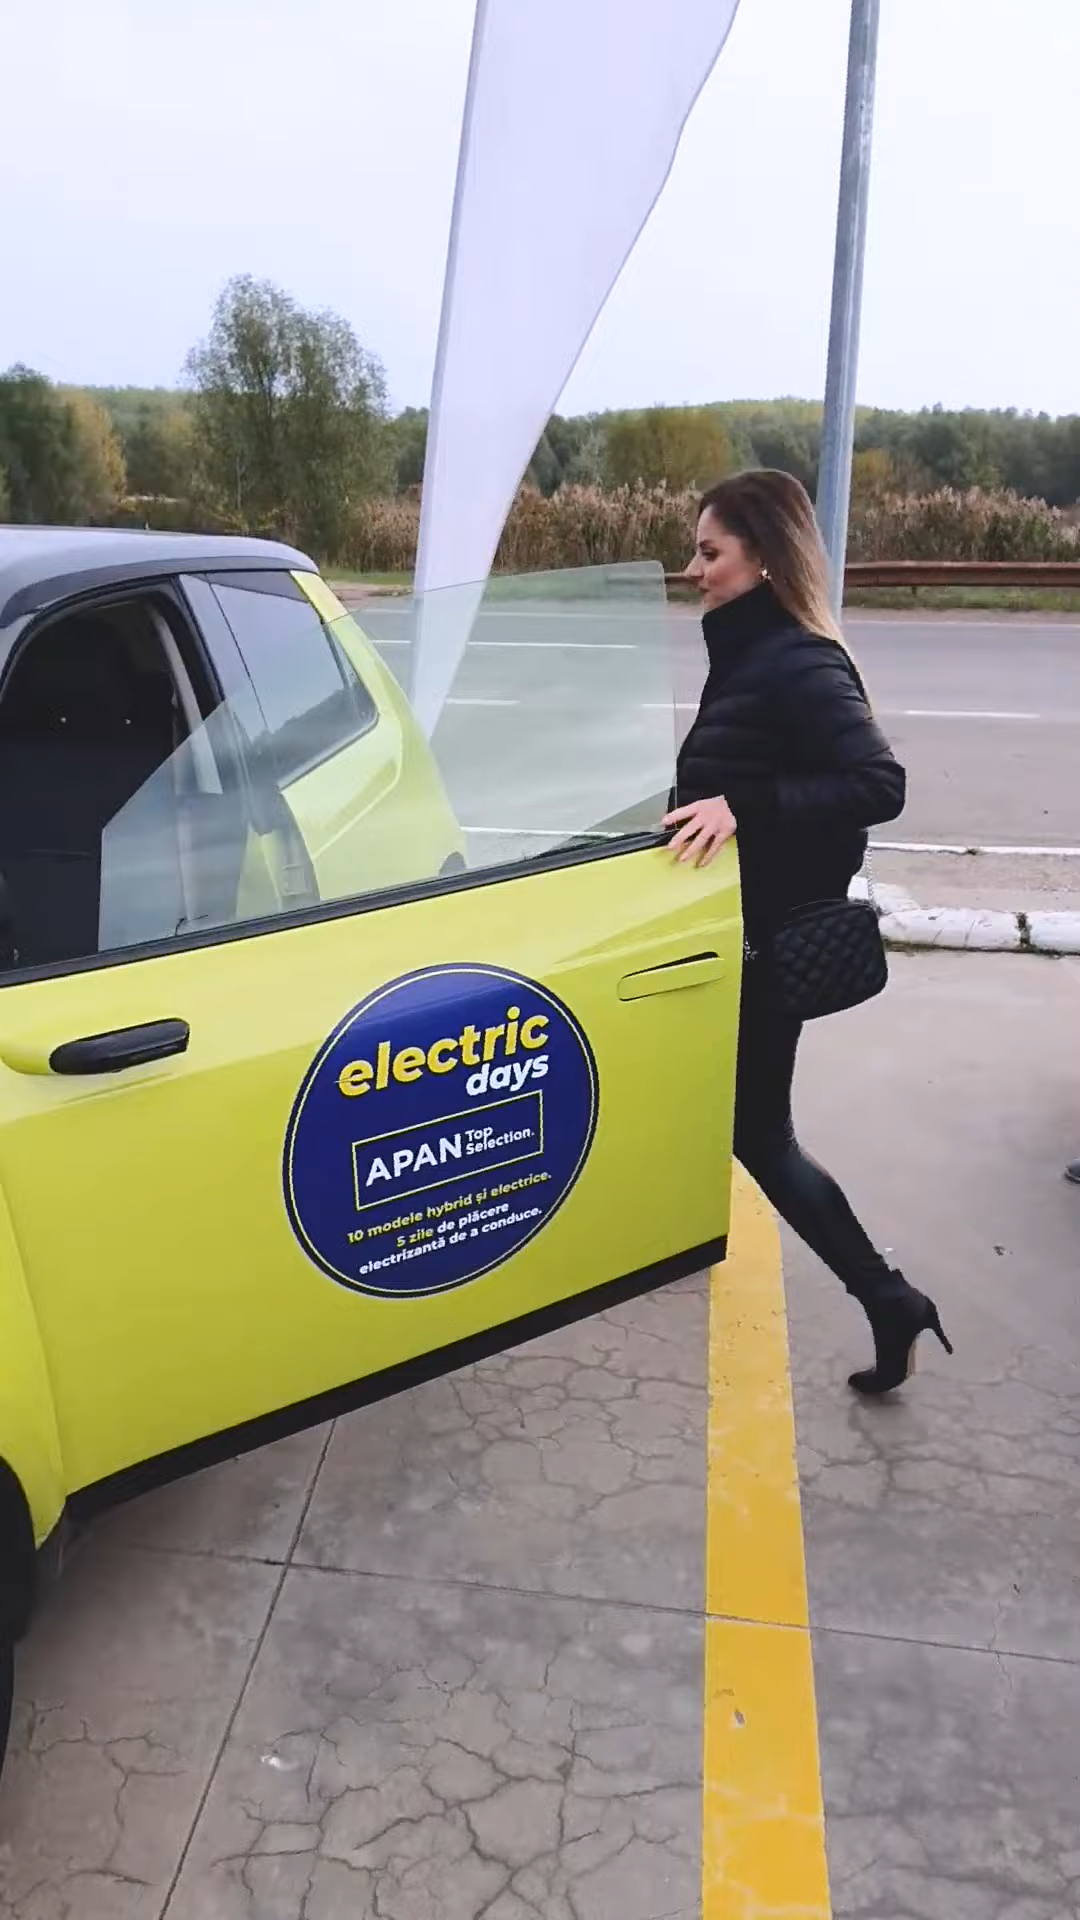 electric
days
APAN Top
Selection.
10 modele hybrid și electrice.
5 zile de plăcere
electrizantă de a conduce.